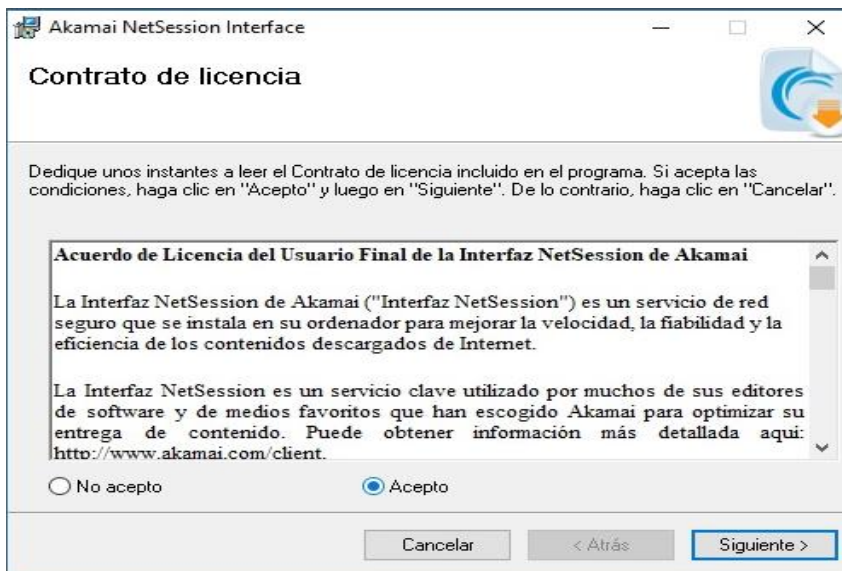 Akamai NetSession Interface
Contrato de licencia
Dedique unos instantes a leer el Contrato de licencia incluido en el programa. Si acepta las
condiciones, haga clic en "Acepto" y luego en "Siguiente". De lo contrario, haga clic en "Cancelar".
Acuerdo de Licencia del Usuario Final de la Interfaz NetSession de Akamai
La Interfaz NetSession de Akamai ("Interfaz NetSession") es un servicio de red
seguro que se instala en su ordenador para mejorar la velocidad, la fiabilidad y la
eficiencia de los contenidos descargados de Internet.
La Interfaz NetSession es un servicio clave utilizado por muchos de sus editores
de software y de medios favoritos que han escogido Akamai para optimizar su
entrega de contenido. Puede obtener información más detallada aquí:
http://www.akamai.com/client.
No acepto
Acepto
Cancelar
< Atrás
Siguiente >